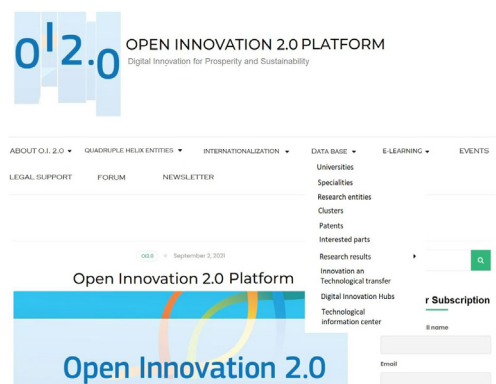 OI2.0
OPEN INNOVATION 2.0 PLATFORM
Digital Innovation for Prosperity and Sustainability
ABOUT O.I. 2.0
QUADRUPLE HELIX ENTITIES
INTERNATIONALIZATION
DATA BASE
E-LEARNING
EVENTS
LEGAL SUPPORT
FORUM
NEWSLETTER
Universities
Specialities
Research entities
Clusters
Patents
Interested parts
Research results
Innovation an
Technological transfer
Digital Innovation Hubs
Technological
information center
OI2.0
September 2, 2021
Open Innovation 2.0 Platform
Open Innovation 2.0
r Subscription
ll name
Email